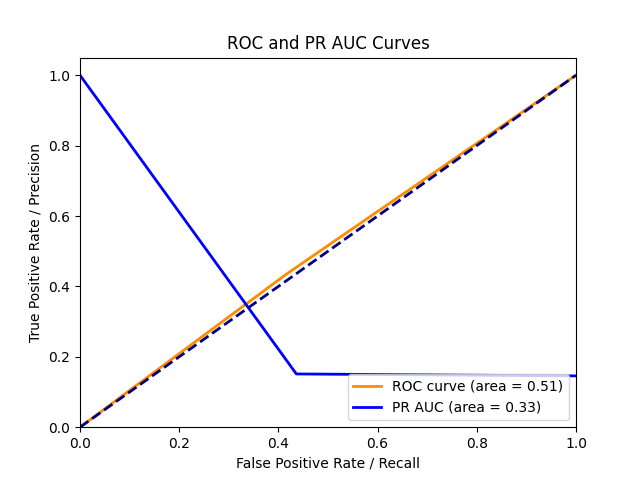 ROC and PR AUC Curves
True Positive Rate / Precision
1.0
0.8
0.6
0.4
0.2
0.0
0.0 0.2 0.4 0.6 0.8 1.0
False Positive Rate / Recall
ROC curve (area = 0.51)
PR AUC (area = 0.33)